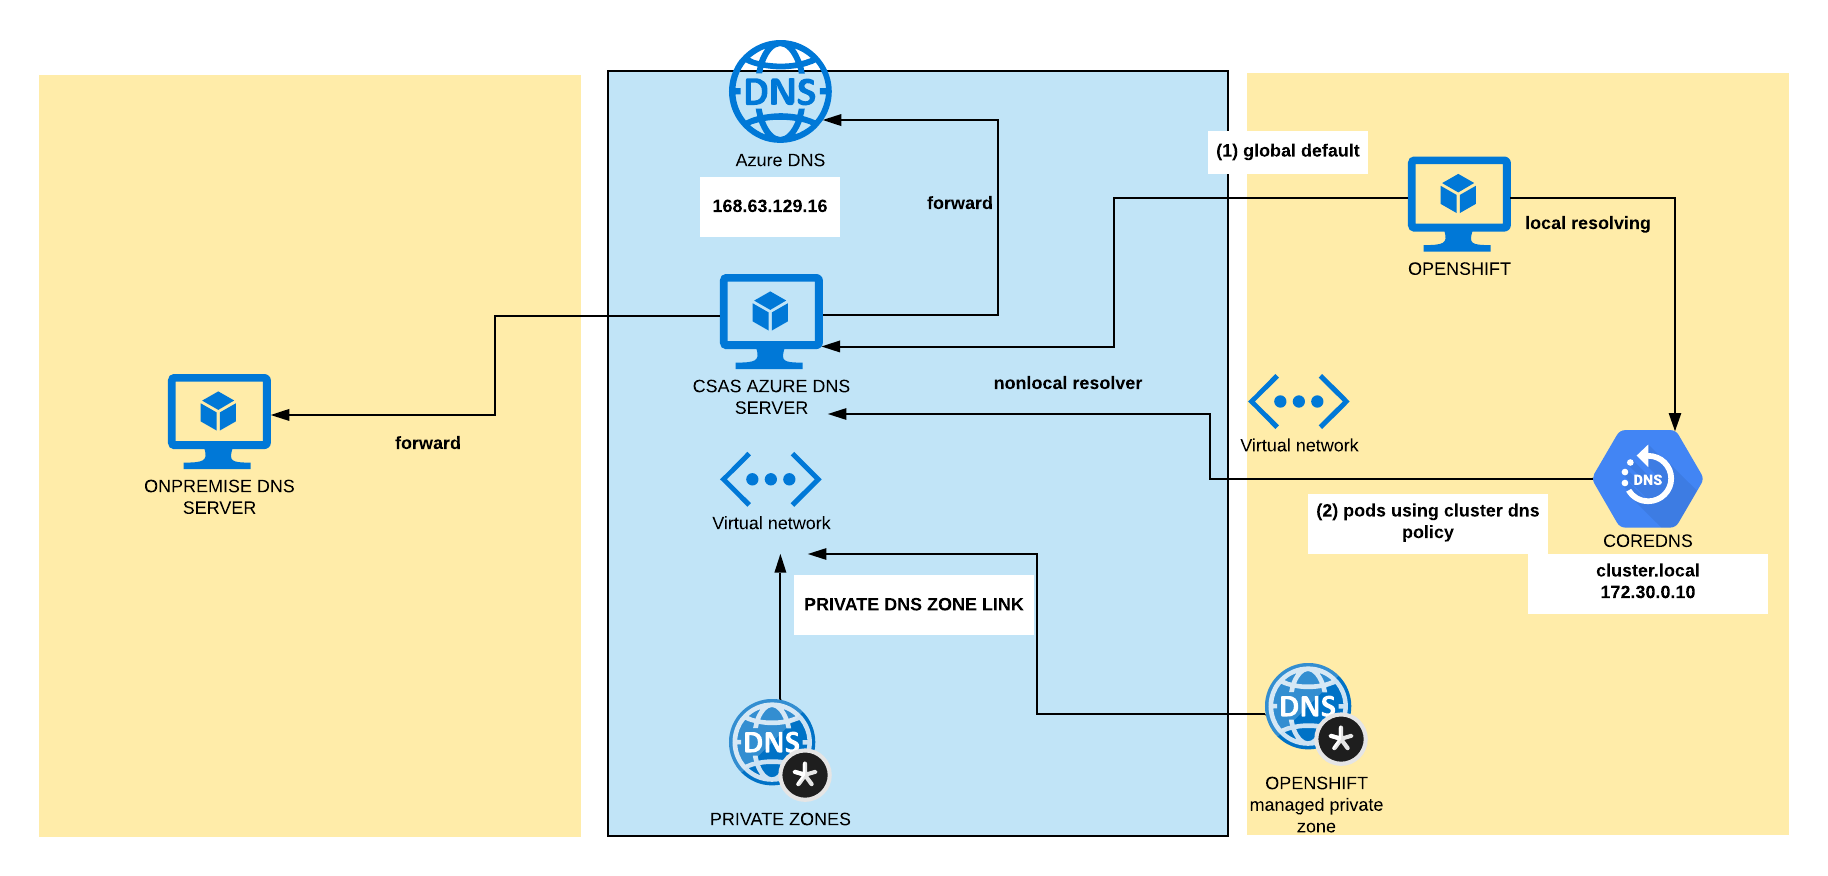 DNS
Azure DNS
168.63.129.16
forward
(1) global default
local resolving
OPENSHIFT
CSAS AZURE DNS
SERVER
nonlocal resolver
forward
ONPREMISE DNS
SERVER
Virtual network
Virtual network
DNS
COREDNS
(2) pods using cluster dns
policy
cluster.local
172.30.0.10
PRIVATE DNS ZONE LINK
DNS
PRIVATE ZONES
DNS
OPENSHIFT
managed private
zone